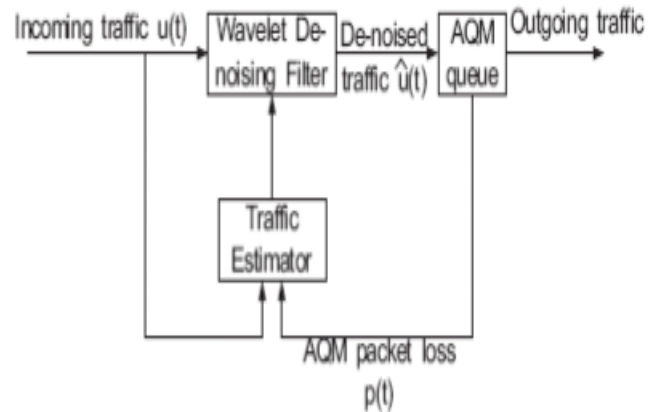 Incoming traffic u(t)
Wavelet De-
noising Filter
De-noised
traffic û(t)
AQM
queue
Outgoing traffic
Traffic
Estimator
AQM packet loss
p(t)